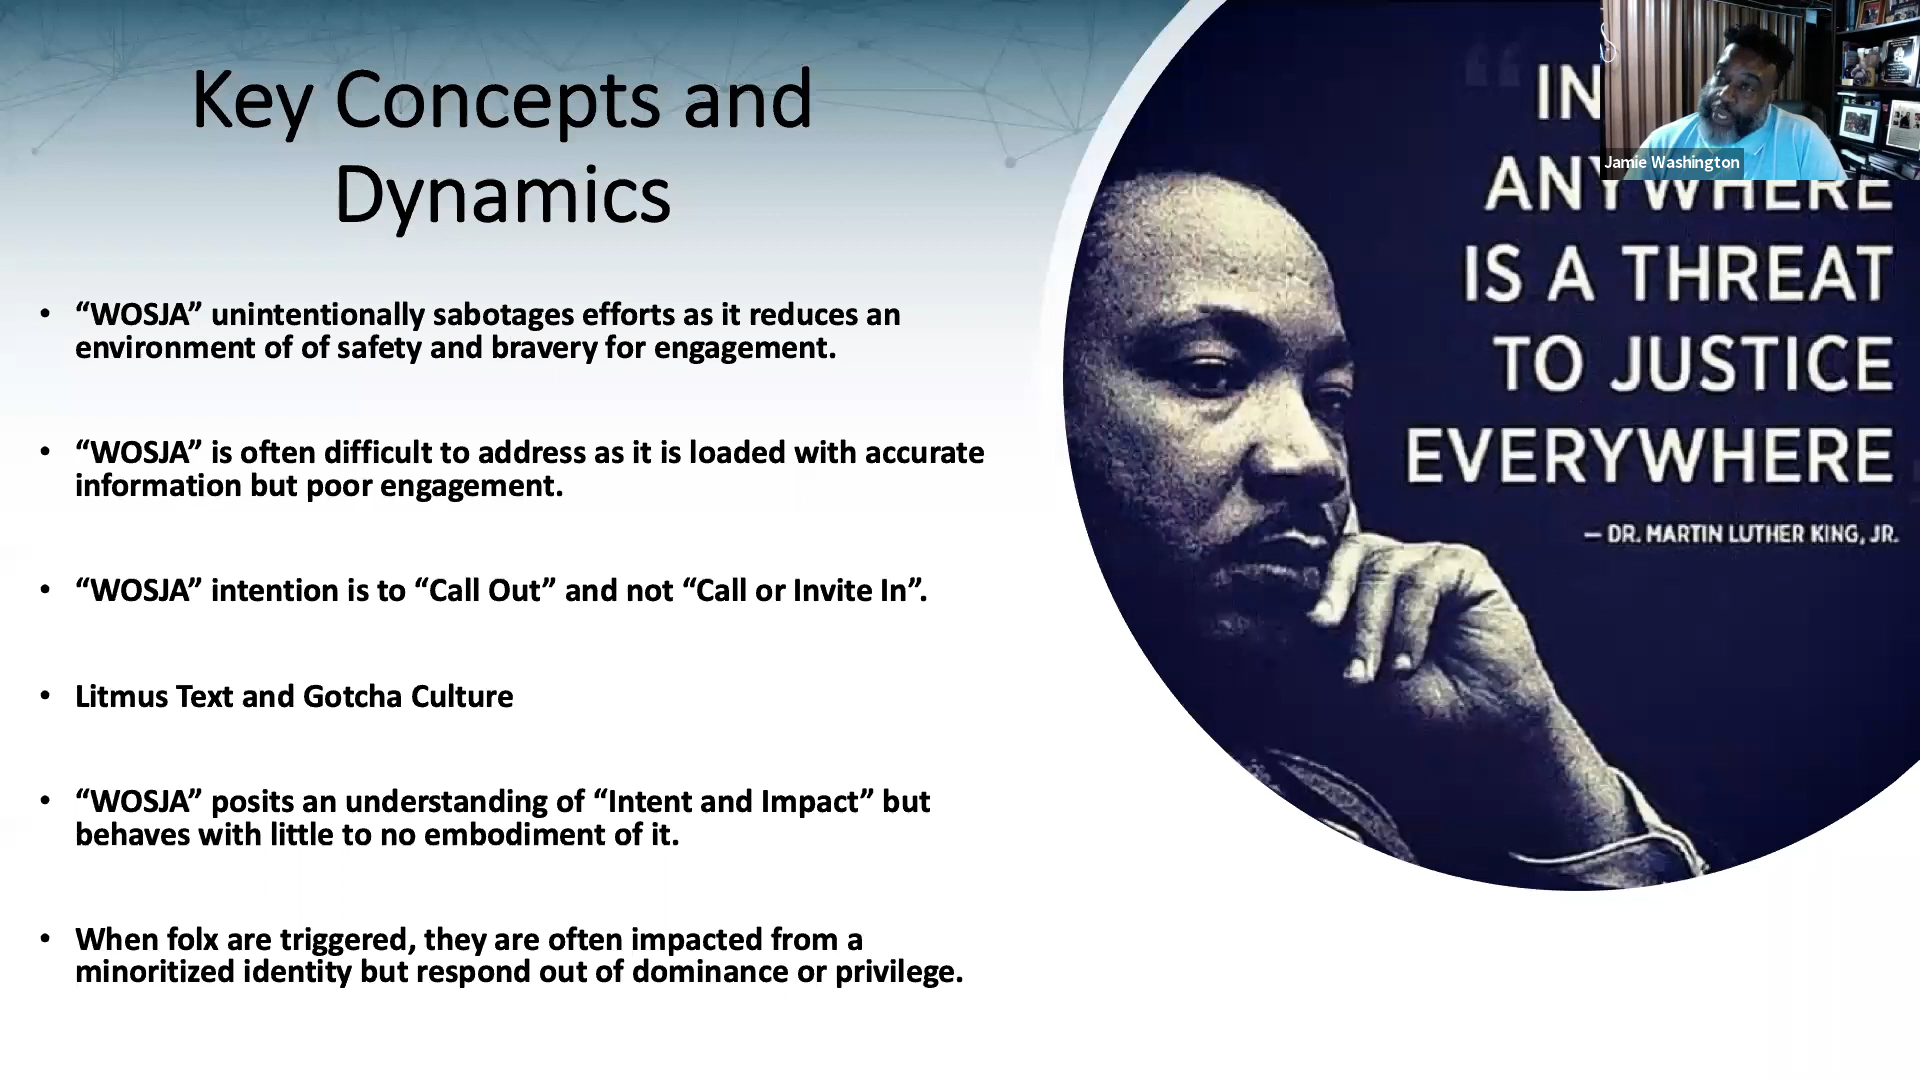 Key Concepts and
Dynamics
• “WOSJA” unintentionally sabotages efforts as it reduces an
environment of of safety and bravery for engagement.
• “WOSJA” is often difficult to address as it is loaded with accurate
information but poor engagement.
• “WOSJA” intention is to “Call Out” and not “Call or Invite In”.
• Litmus Text and Gotcha Culture
• “WOSJA” posits an understanding of “Intent and Impact” but
behaves with little to no embodiment of it.
• When folx are triggered, they are often impacted from a
minoritized identity but respond out of dominance or privilege.
“ IN
ANYWHERE
IS A THREAT
TO JUSTICE
EVERYWHERE
– DR. MARTIN LUTHER KING, JR.
Jamie Washington